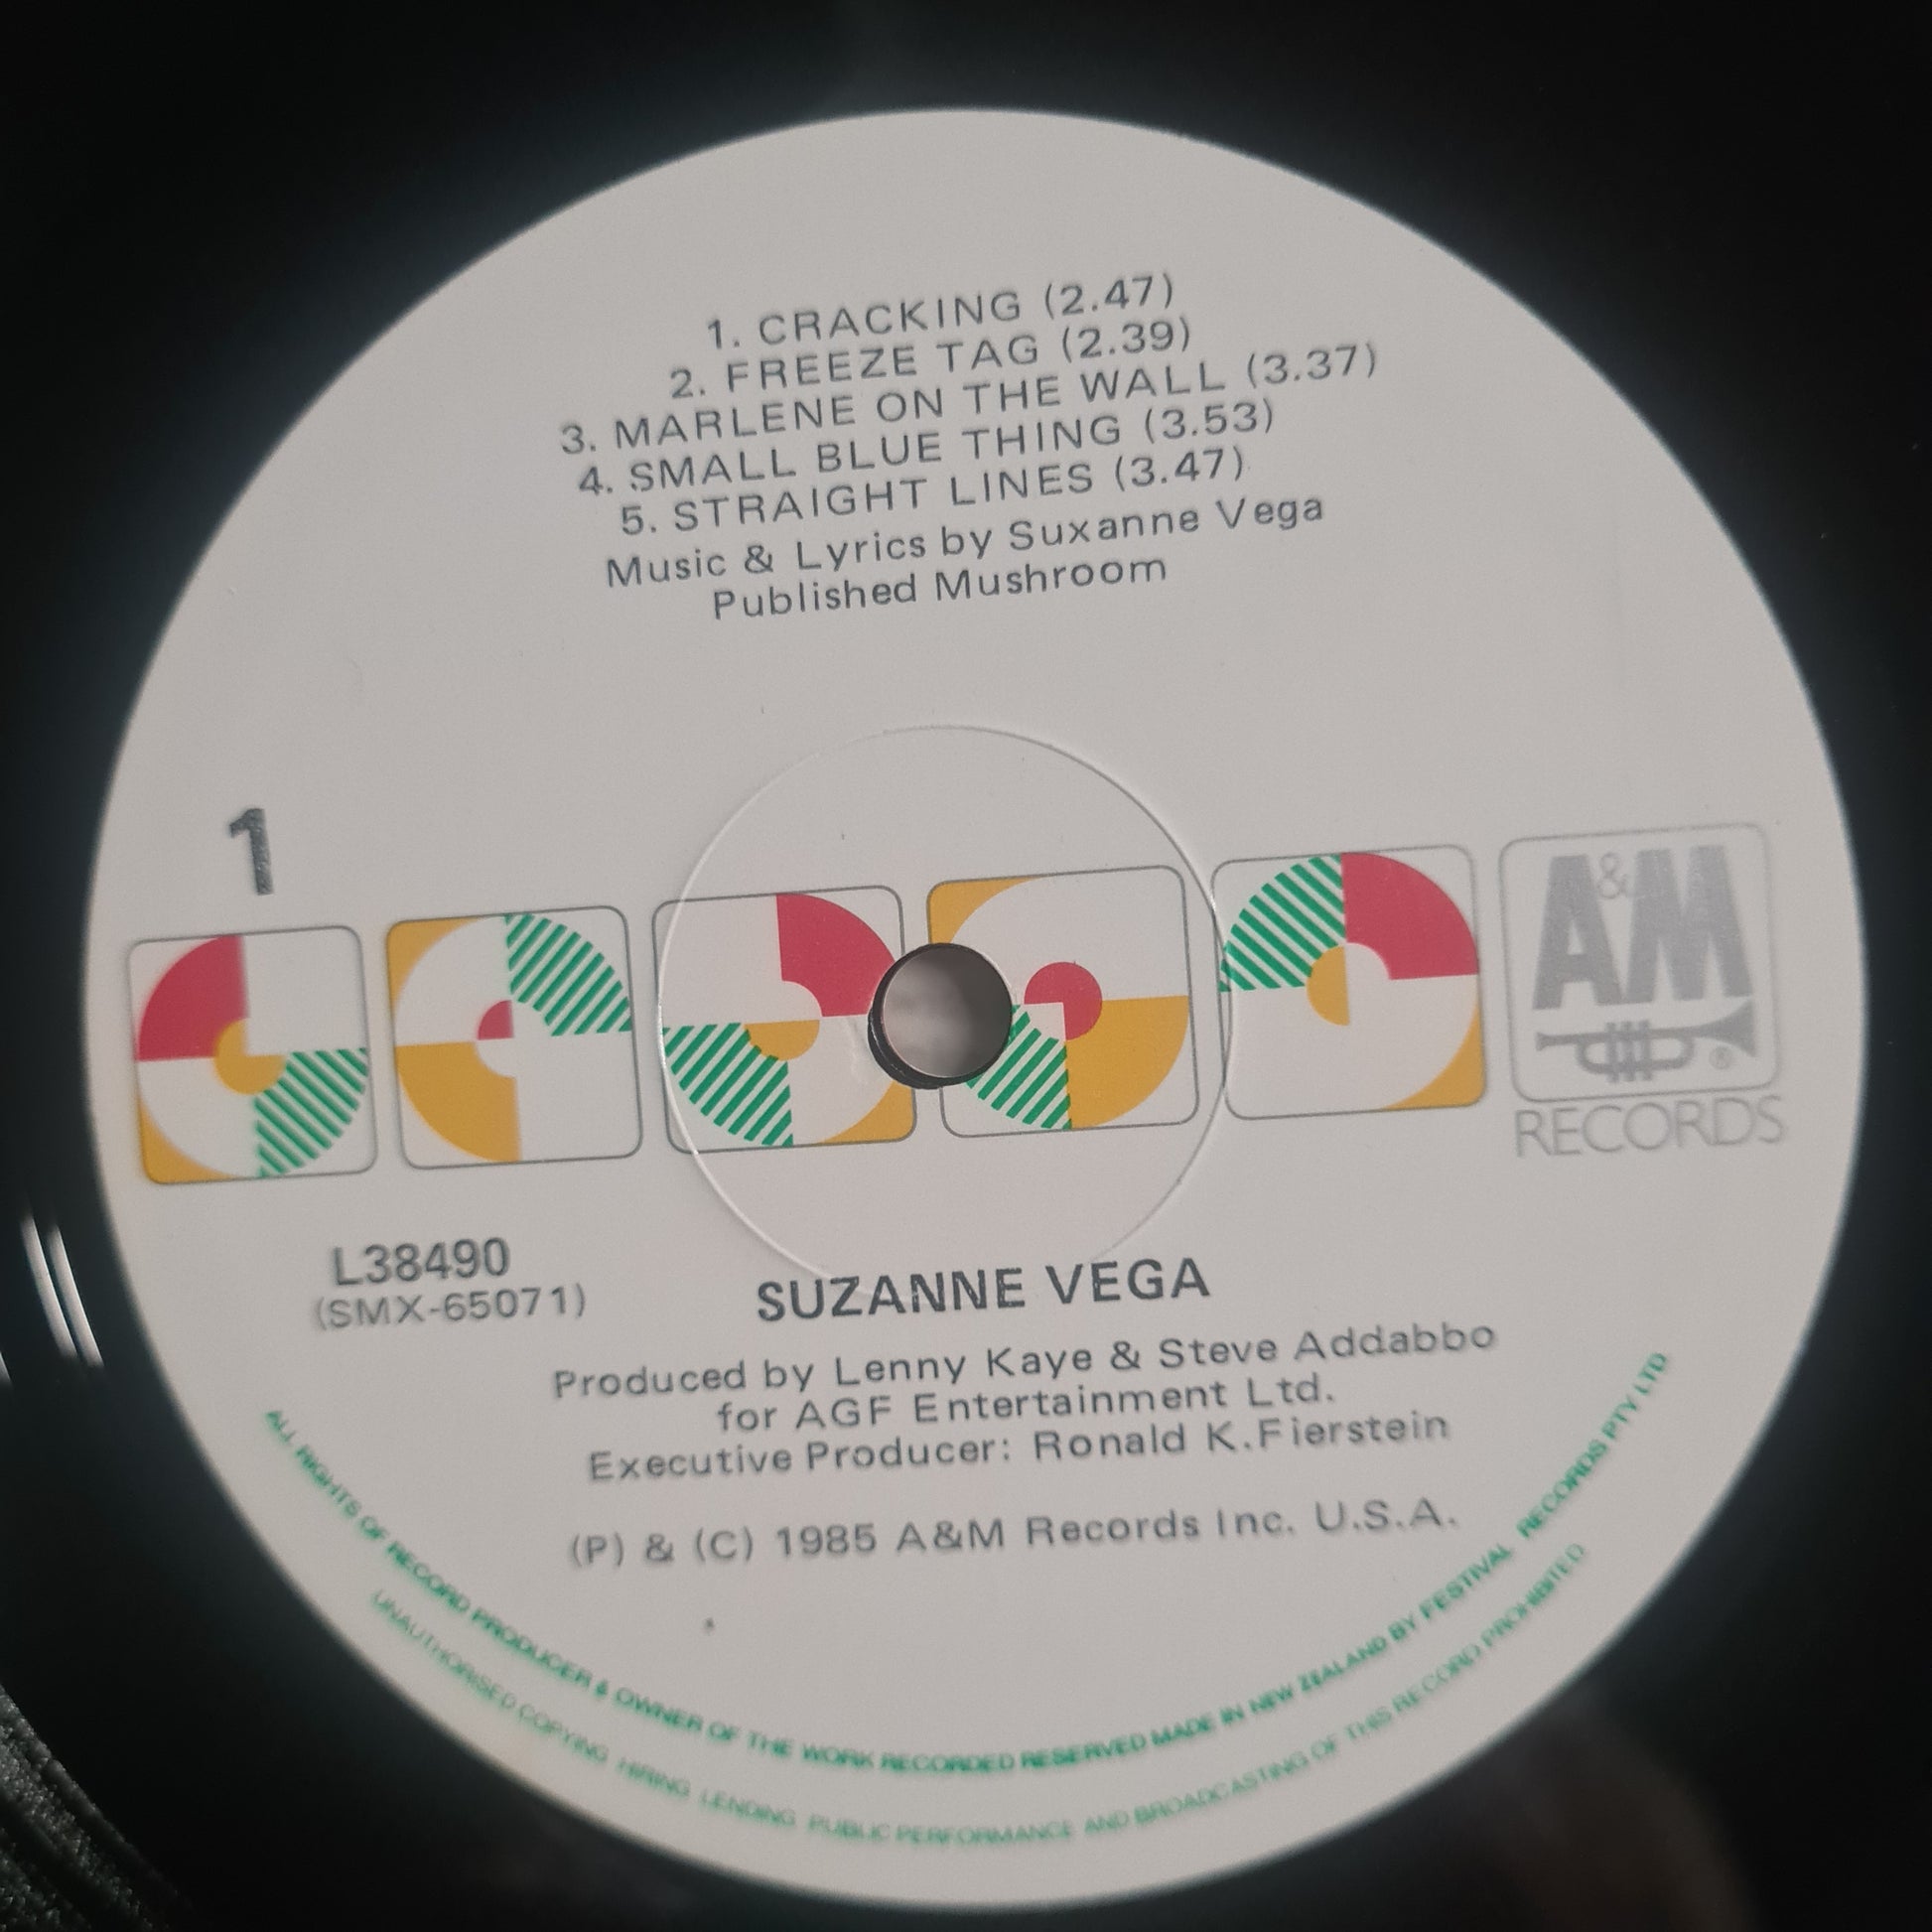 1. CRACKING (2.47)
2. FREEZE TAG (2.39)
3. MARLENE ON THE WALL (3.37)
4. SMALL BLUE THING (3.53)
5. STRAIGHT LINES (3.47)
Music & Lyrics by Suxanne Vega
Published Mushroom
1
A&M
®
RECORDS
L38490
(SMX-65071)
SUZANNE VEGA
Produced by Lenny Kaye & Steve Addabbo
for AGF Entertainment Ltd.
Executive Producer: Ronald K.Fierstein
(P) & (C) 1985 A&M Records Inc. U.S.A.
ALL RIGHTS OF RECORD PRODUCER & OWNER OF THE WORK RECORDED RESERVED MADE IN NEW ZEALAND BY FESTIVAL RECORDS PTY LTD
UNAUTHORISED COPYING HIRING LENDING PUBLIC PERFORMANCE AND BROADCASTING OF THIS RECORD PROHIBITED